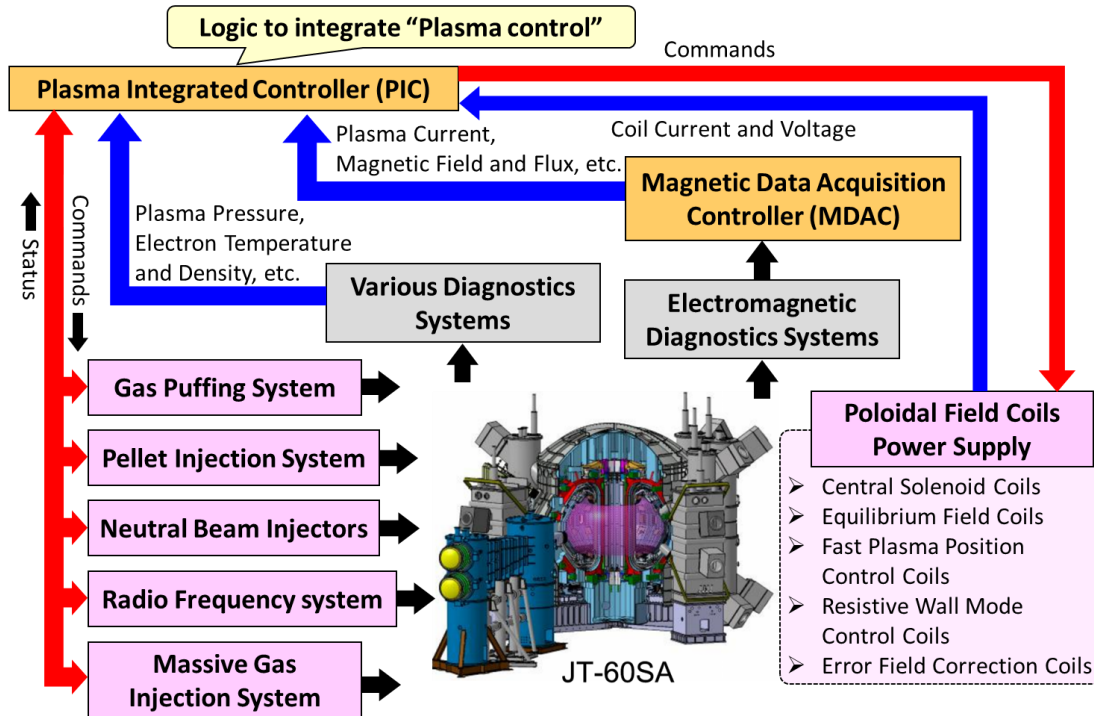 Logic to integrate “Plasma control”
Commands
Plasma Integrated Controller (PIC)
Plasma Current,
Magnetic Field and Flux, etc.
Coil Current and Voltage
Magnetic Data Acquisition
Controller (MDAC)
Status
Commands
Plasma Pressure,
Electron Temperature
and Density, etc.
Various Diagnostics
Systems
Electromagnetic
Diagnostics Systems
Gas Puffing System
Pellet Injection System
Neutral Beam Injectors
Radio Frequency system
Massive Gas
Injection System
JT-60SA
Poloidal Field Coils
Power Supply
➢ Central Solenoid Coils
➢ Equilibrium Field Coils
➢ Fast Plasma Position
Control Coils
➢ Resistive Wall Mode
Control Coils
➢ Error Field Correction Coils